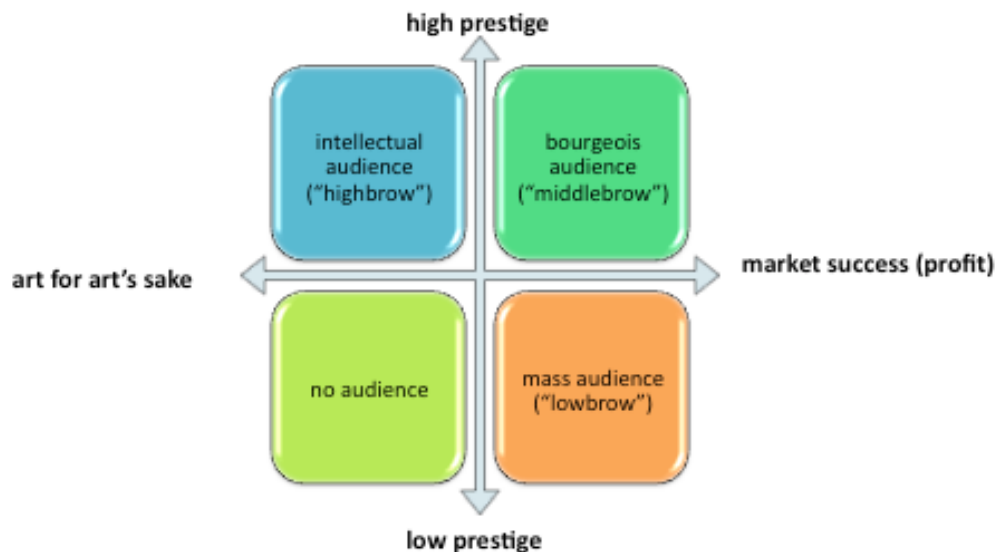 high prestige
intellectual
audience
(“highbrow”)
bourgeois
audience
(“middlebrow”)
art for art’s sake
market success (profit)
no audience
mass audience
(“lowbrow”)
low prestige